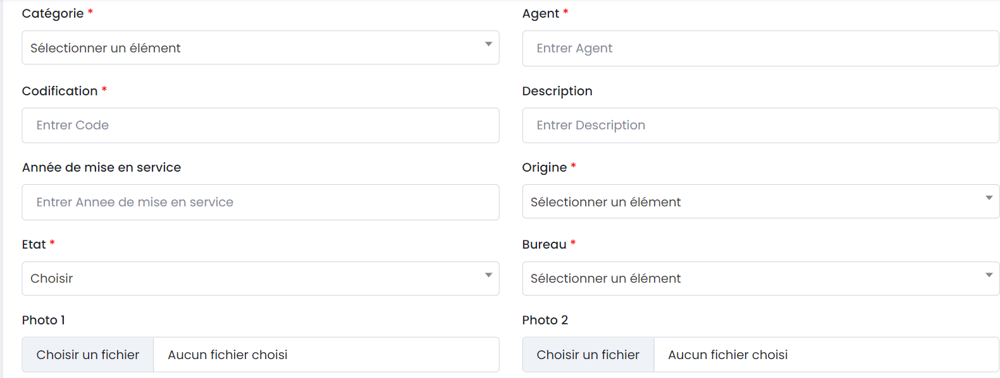 Catégorie *
Agent *
Sélectionner un élément
Entrer Agent
Codification *
Description
Entrer Code
Entrer Description
Année de mise en service
Origine *
Entrer Annee de mise en service
Sélectionner un élément
Etat *
Bureau *
Choisir
Sélectionner un élément
Photo 1
Photo 2
Choisir un fichier Aucun fichier choisi
Choisir un fichier Aucun fichier choisi